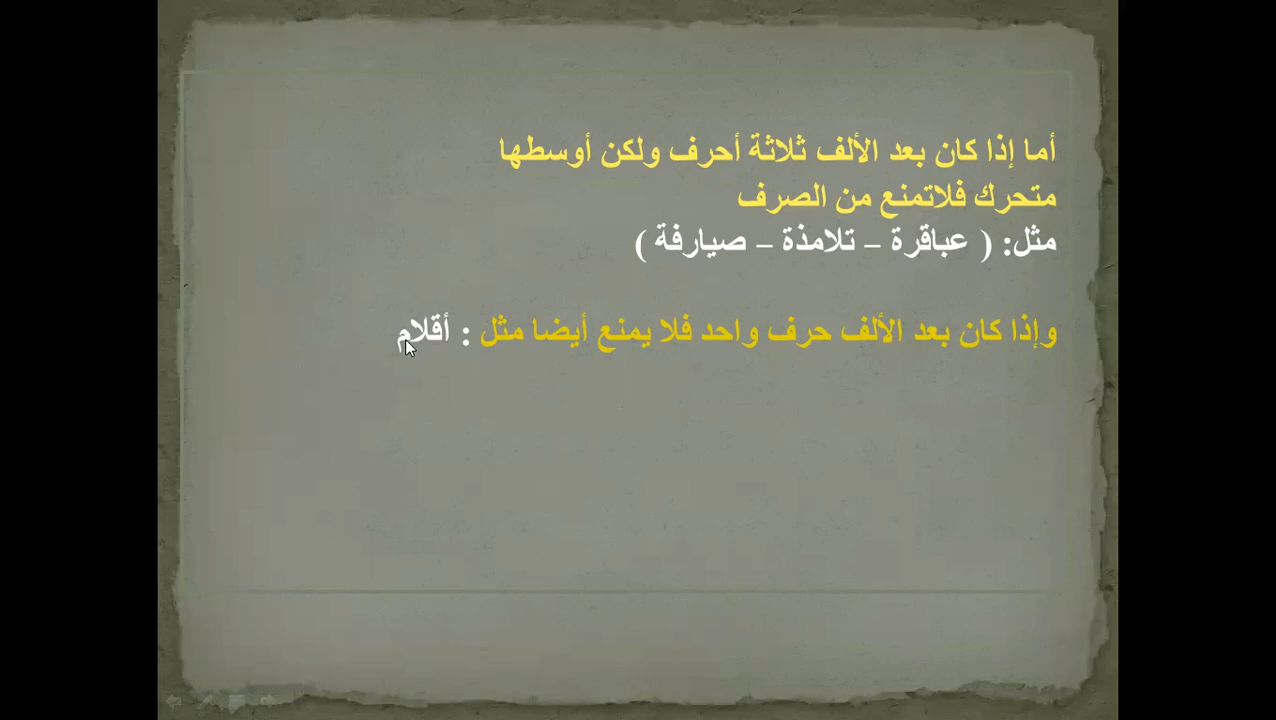 أما إذا كان بعد الألف ثلاثة أحرف ولكن أوسطها
متحرك فلاتمنع من الصرف
مثل: ( عباقرة – تلامذة – صيارفة )
وإذا كان بعد الألف حرف واحد فلا يمنع أيضا مثل : أقلام